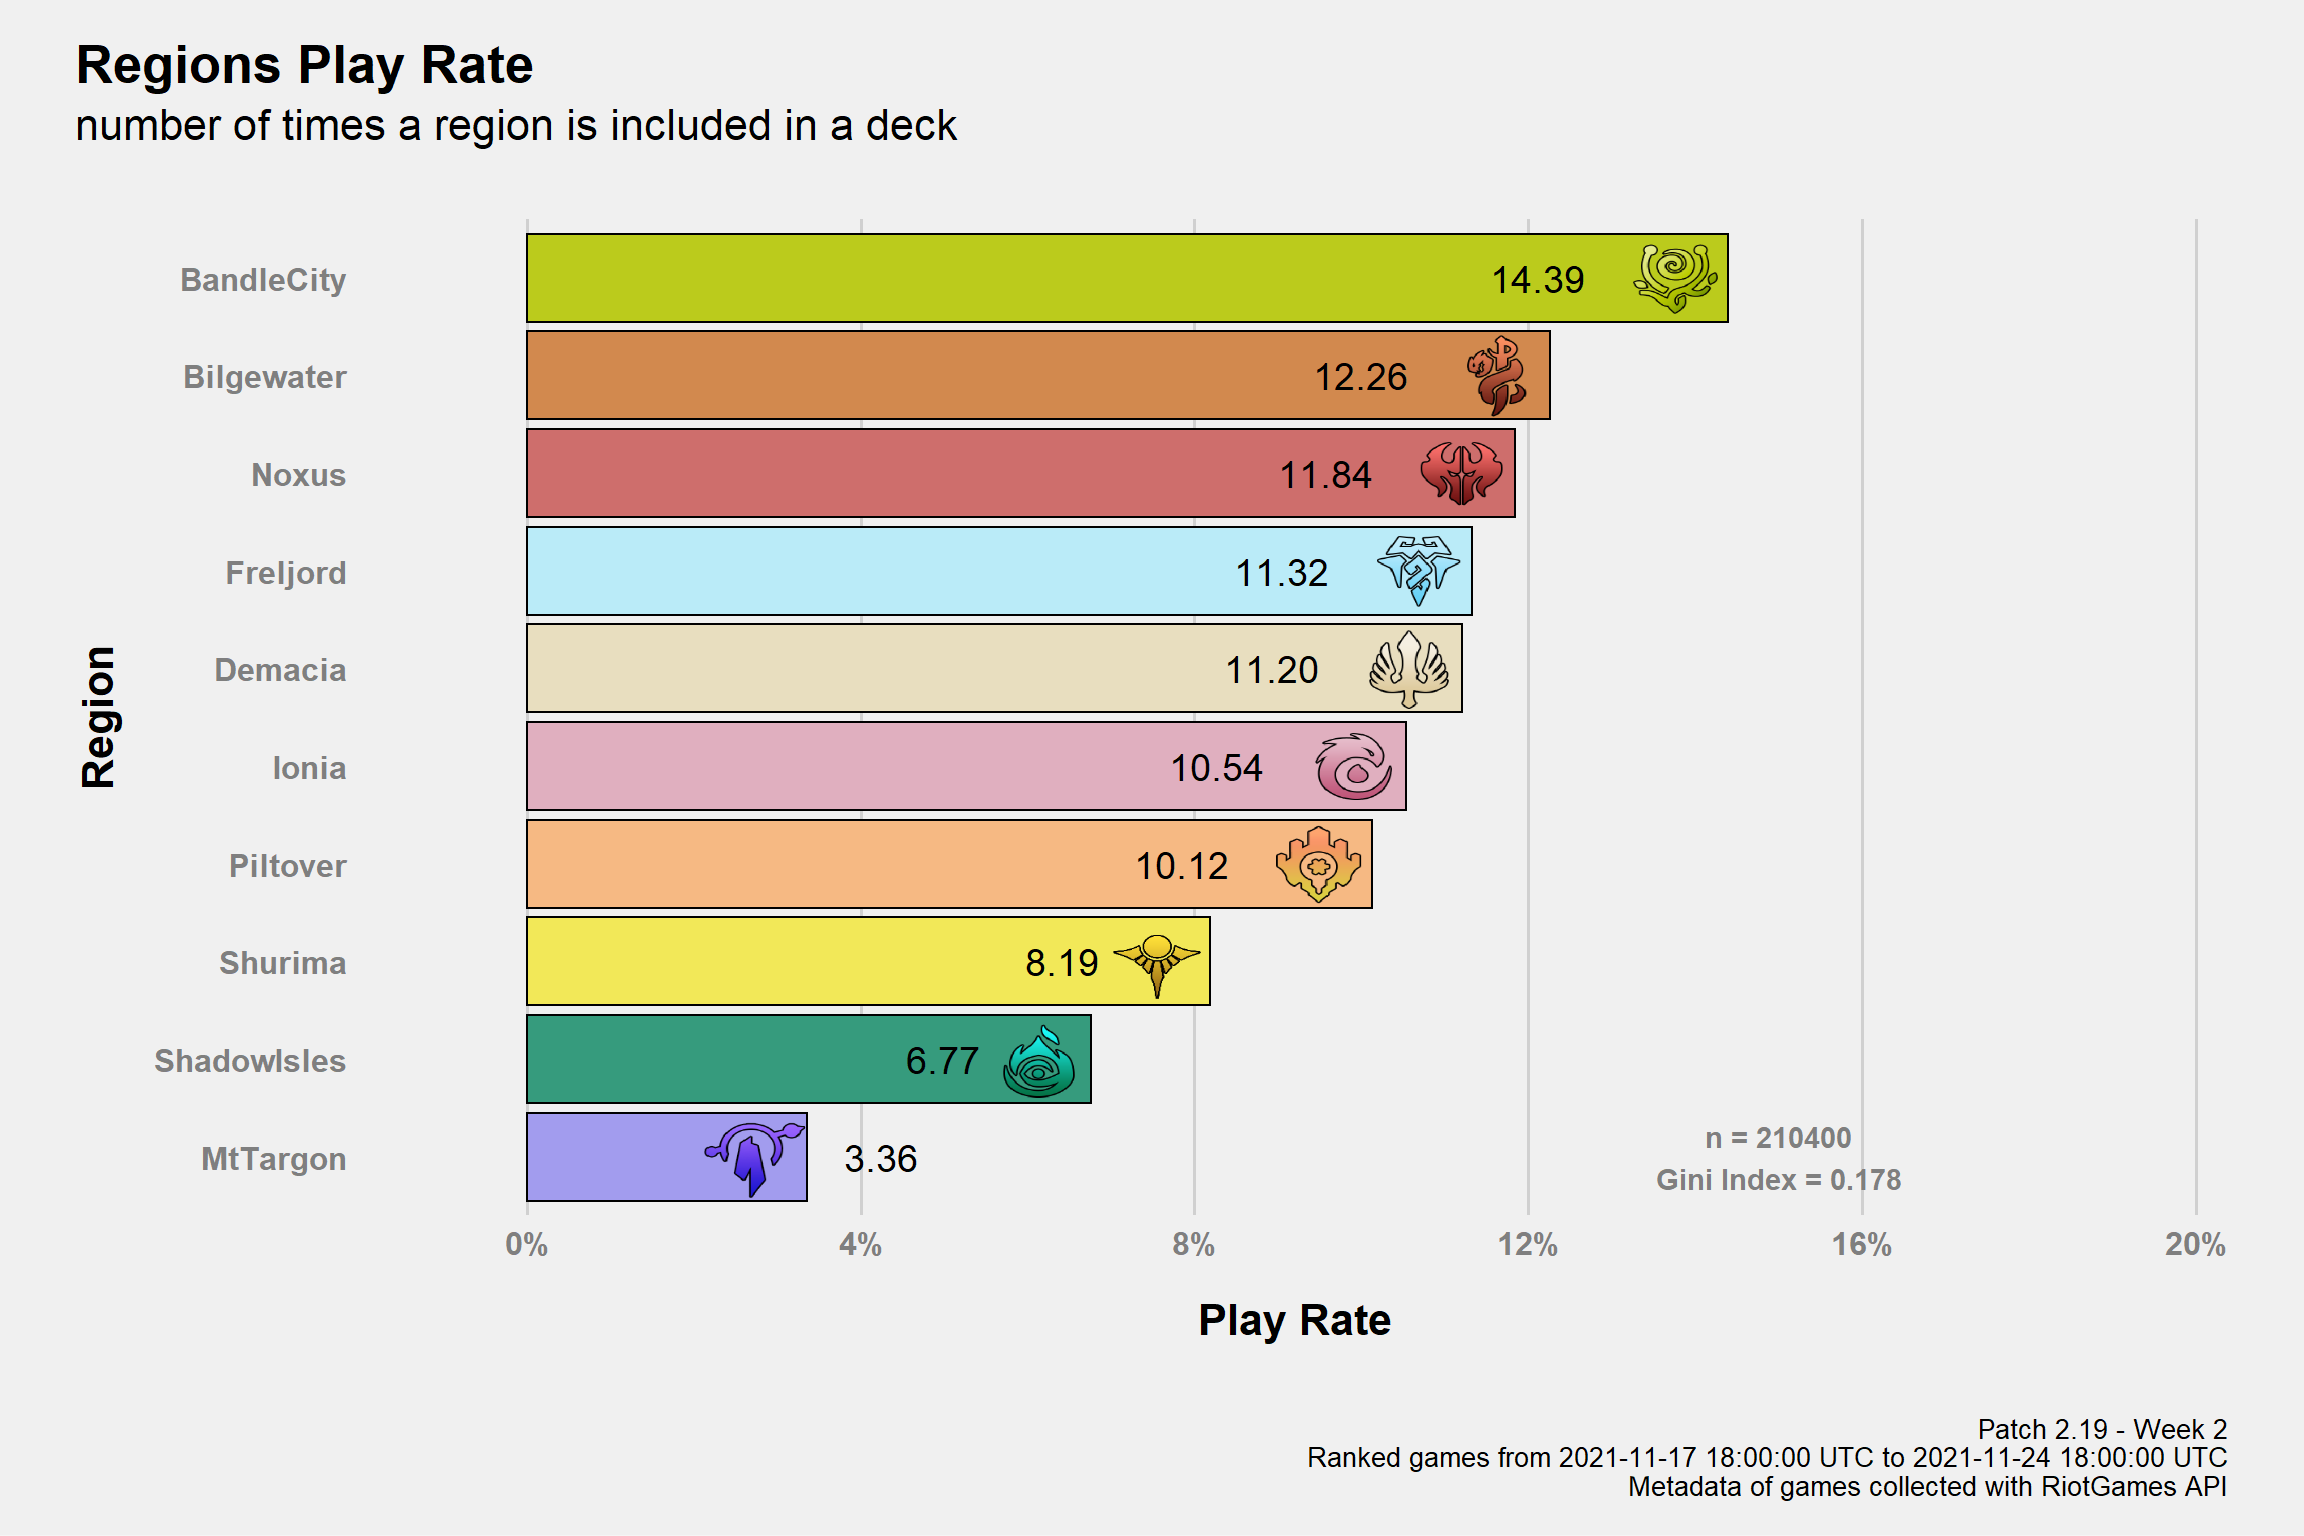 Regions Play Rate
number of times a region is included in a deck
BandleCity
14.39
Bilgewater
12.26
Noxus
11.84
Freljord
11.32
Demacia
11.20
Ionia
10.54
Piltover
10.12
Shurima
8.19
ShadowIsles
6.77
MtTargon
3.36
Region
n = 210400
Gini Index = 0.178
0% 4% 8% 12% 16% 20%
Play Rate
Patch 2.19 - Week 2
Ranked games from 2021-11-17 18:00:00 UTC to 2021-11-24 18:00:00 UTC
Metadata of games collected with RiotGames API